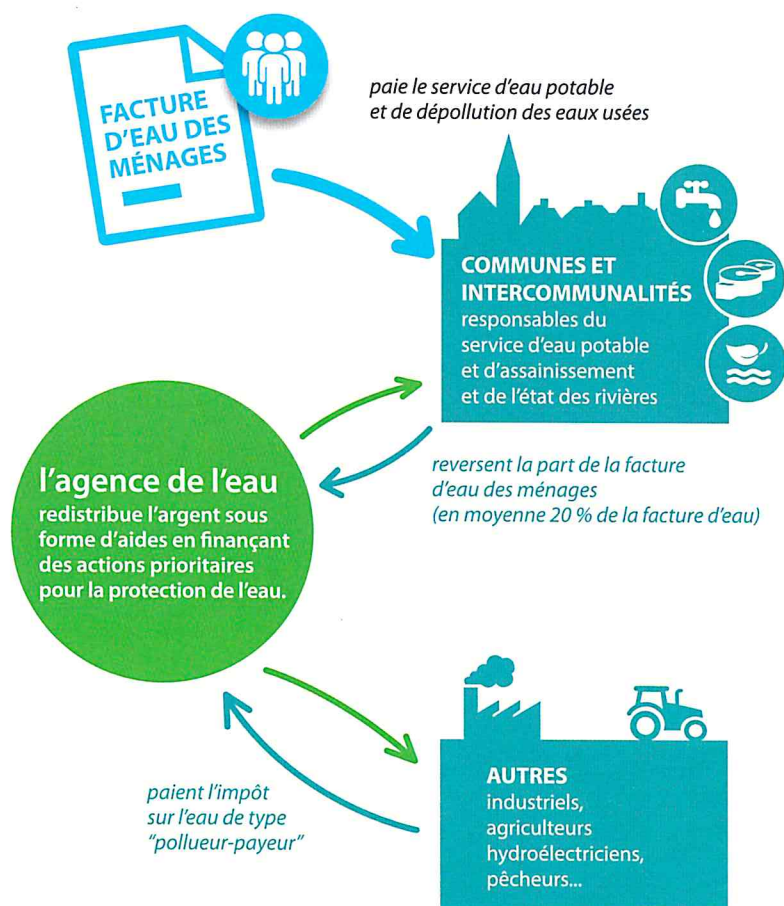 FACTURE
D'EAU DES
MÉNAGES
paie le service d'eau potable
et de dépollution des eaux usées
COMMUNES ET
INTERCOMMUNALITÉS
responsables du
service d'eau potable
et d'assainissement
et de l'état des rivières
reversent la part de la facture
d'eau des ménages
(en moyenne 20 % de la facture d'eau)
l'agence de l'eau
redistribue l'argent sous
forme d'aides en finançant
des actions prioritaires
pour la protection de l'eau.
paient l'impôt
sur l'eau de type
"pollueur-payeur"
AUTRES
industriels,
agriculteurs
hydroélectriciens,
pêcheurs...